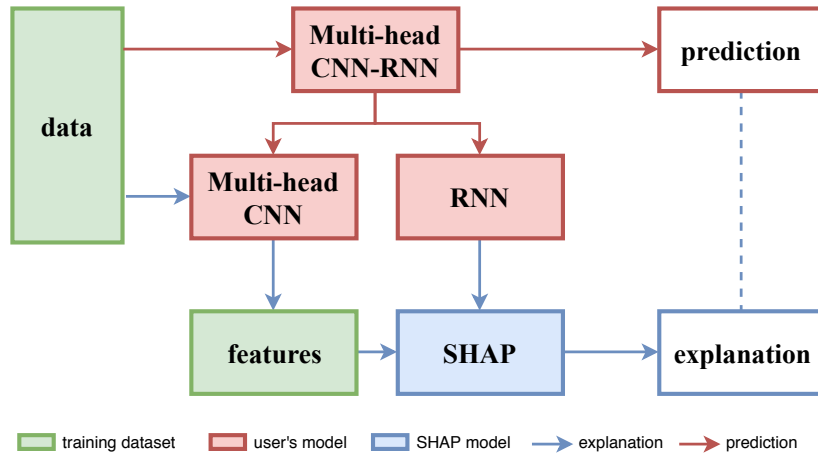 Multi-head
CNN-RNN
prediction
data
Multi-head
CNN
RNN
features
SHAP
explanation
training dataset
user's model
SHAP model
explanation
prediction